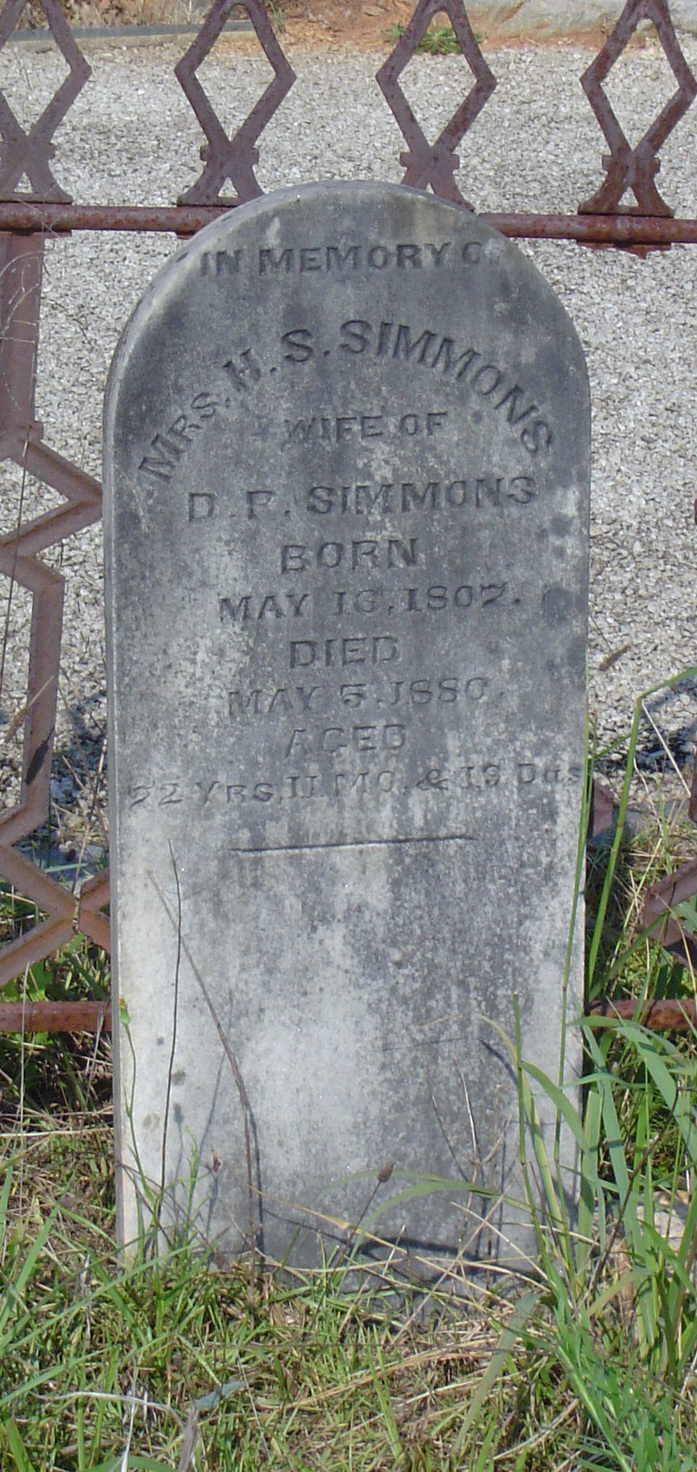 IN MEMORY OF
MRS. H. S. SIMMONS
WIFE OF
D. P. SIMMONS
BORN
MAY 16, 1807.
DIED
MAY 5, 1880.
AGED
72 YRS, 11 MO, & 19 Das